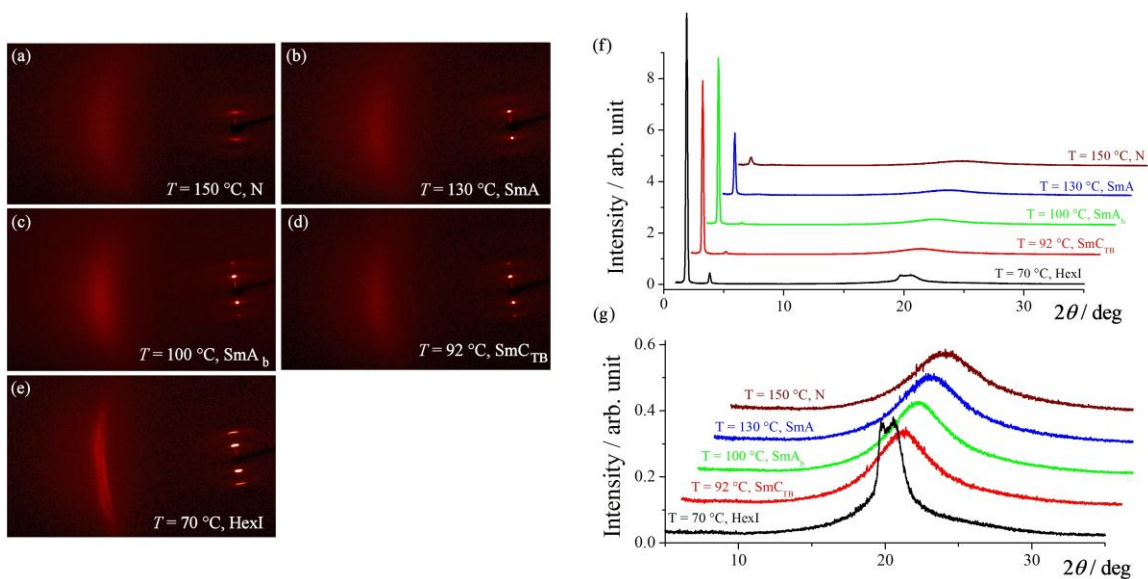 (a)
T = 150 °C, N
(b)
T = 130 °C, SmA
(c)
T = 100 °C, SmA b
(d)
T = 92 °C, SmCTB
(e)
T = 70 °C, HexI
(f)
Intensity / arb. unit
8
6
4
2
0
T = 150 °C, N
T = 130 °C, SmA
T = 100 °C, SmAb
T = 92 °C, SmCTB
T = 70 °C, HexI
10 20 30
2θ / deg
(g)
Intensity / arb. unit
0.6
0.4
0.2
0.0
T = 150 °C, N
T = 130 °C, SmA
T = 100 °C, SmAb
T = 92 °C, SmCTB
T = 70 °C, HexI
10 20 30
2θ / deg